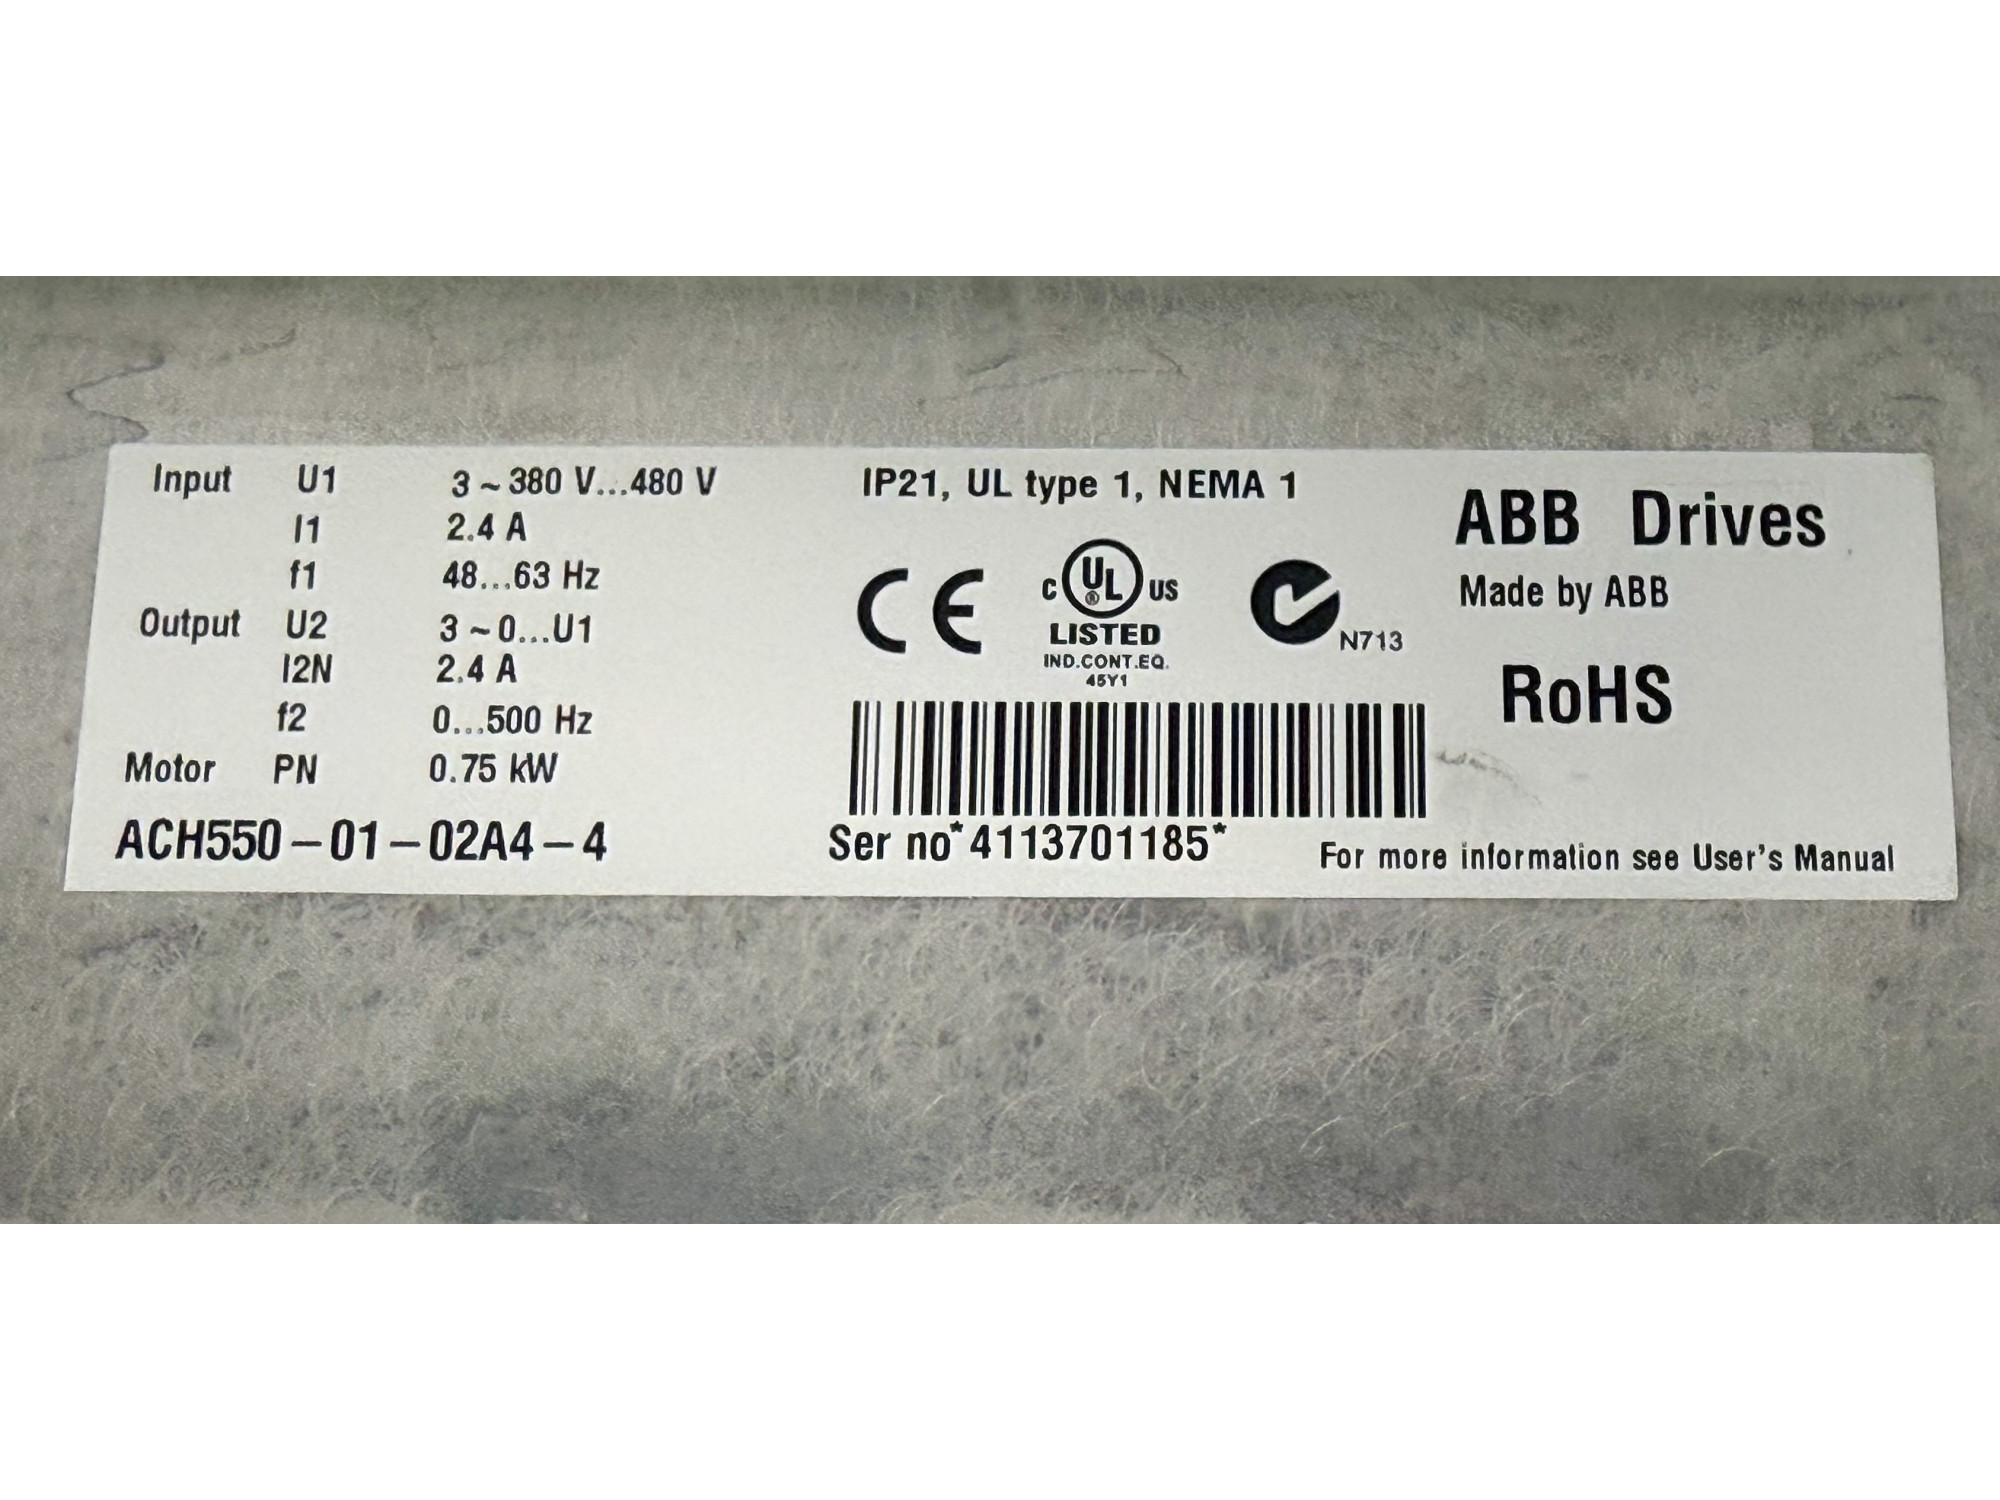 Input U1 3 ~ 380 V...480 V
I1 2.4 A
f1 48...63 Hz
Output U2 3 ~ 0...U1
I2N 2.4 A
f2 0...500 Hz
Motor PN 0.75 kW
ACH550-01-02A4-4
IP21, UL type 1, NEMA 1
CE
C UL ® US
LISTED
IND.CONT.EQ.
45Y1
N713
Ser no*4113701185*
ABB Drives
Made by ABB
RoHS
For more information see User's Manual